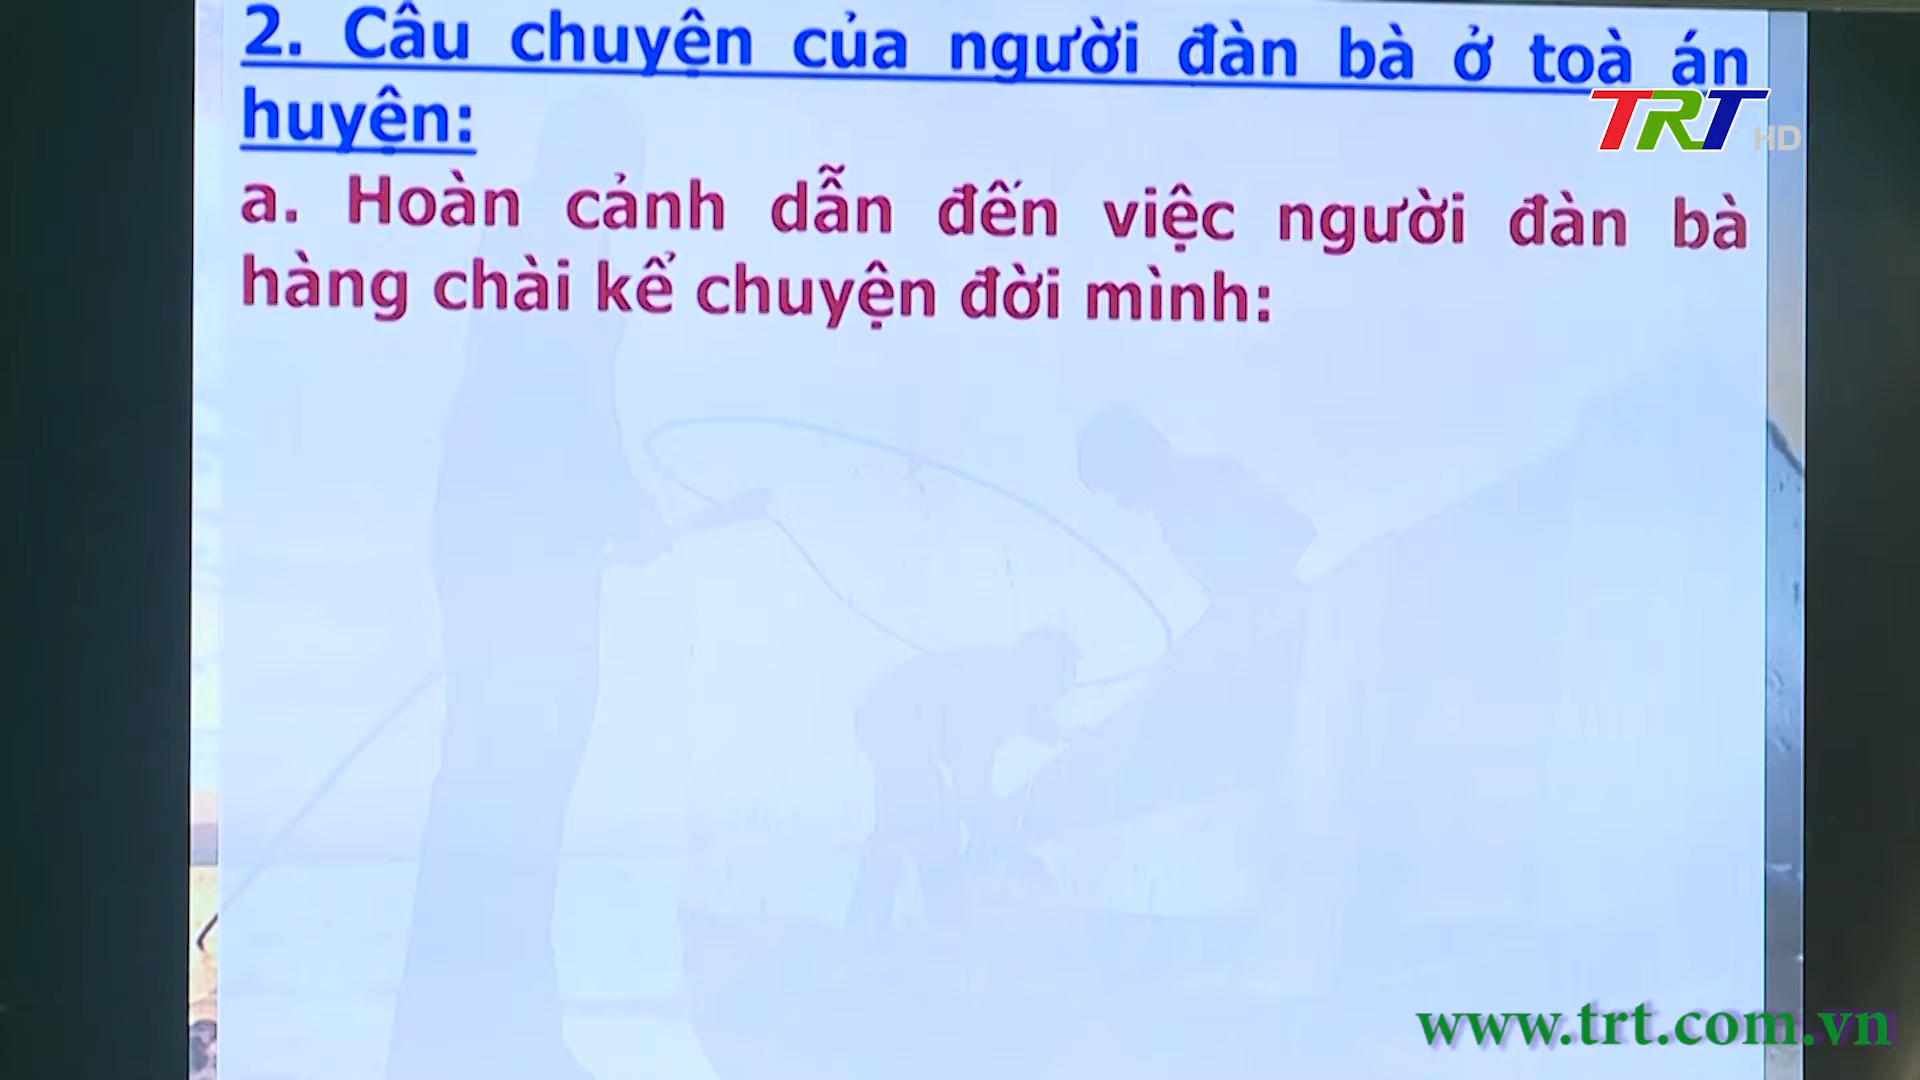 2. Câu chuyện của người đàn bà ở toà án
huyện:
TRT HD
a. Hoàn cảnh dẫn đến việc người đàn bà
hàng chài kể chuyện đời mình:
www.trt.com.vn